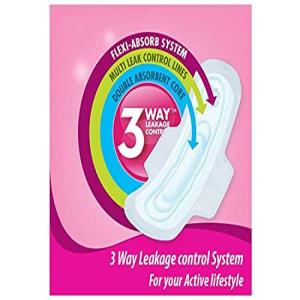 FLEXI-ABSORB SYSTEM
MULTI LEAK CONTROL LINES
DOUBLE ABSORBENT CORE
3 WAY™
LEAKAGE
CONTROL
3 Way Leakage control System
For your Active lifestyle